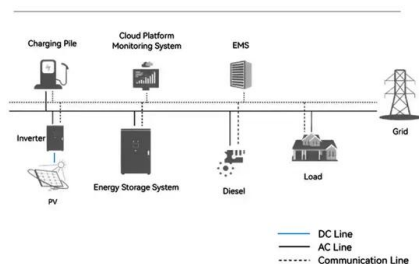 Charging Pile
Cloud Platform
Monitoring System
EMS
Grid
Inverter
PV
Energy Storage System
Diesel
Load
DC Line
AC Line
Communication Line